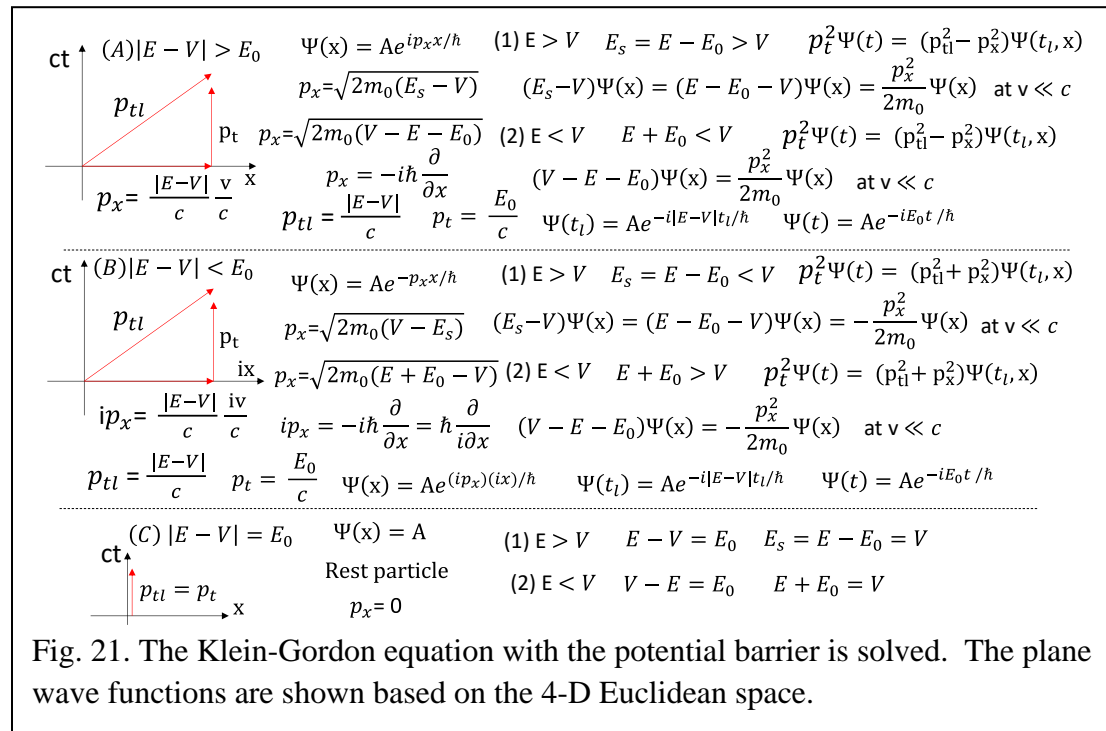 (A)|E − V| > E₀ Ψ(x) = Ae^{ip_x x/ℏ} (1) E > V E_s = E − E₀ > V p_t²Ψ(t) = (p_tl² − p_x²)Ψ(t_l, x)
ct
p_x=√(2m₀(E_s − V)) (E_s−V)Ψ(x) = (E − E₀ − V)Ψ(x) = p_x²/2m₀ Ψ(x) at v ≪ c
p_tl
p_t p_x=√(2m₀(V − E − E₀)) (2) E < V E + E₀ < V p_t²Ψ(t) = (p_tl² − p_x²)Ψ(t_l, x)
x
p_x = −iℏ ∂/∂x (V − E − E₀)Ψ(x) = p_x²/2m₀ Ψ(x) at v ≪ c
p_x= |E−V|/c v/c
p_tl = |E−V|/c p_t = E₀/c Ψ(t_l) = Ae^{−i|E−V|t_l/ℏ} Ψ(t) = Ae^{−iE₀t/ℏ}
(B)|E − V| < E₀ Ψ(x) = Ae^{−p_x x/ℏ} (1) E > V E_s = E − E₀ < V p_t²Ψ(t) = (p_tl² + p_x²)Ψ(t_l, x)
ct
p_tl
p_t p_x=√(2m₀(V − E_s)) (E_s−V)Ψ(x) = (E − E₀ − V)Ψ(x) = −p_x²/2m₀ Ψ(x) at v ≪ c
ix p_x=√(2m₀(E + E₀ − V)) (2) E < V E + E₀ > V p_t²Ψ(t) = (p_tl² + p_x²)Ψ(t_l, x)
ip_x= |E−V|/c iv/c ip_x = −iℏ ∂/∂x = ℏ ∂/i∂x (V − E − E₀)Ψ(x) = −p_x²/2m₀ Ψ(x) at v ≪ c
p_tl = |E−V|/c p_t = E₀/c Ψ(x) = Ae^{(ip_x)(ix)/ℏ} Ψ(t_l) = Ae^{−i|E−V|t_l/ℏ} Ψ(t) = Ae^{−iE₀t/ℏ}
(C) |E − V| = E₀ Ψ(x) = A (1) E > V E − V = E₀ E_s = E − E₀ = V
ct
p_tl = p_t
x
Rest particle
p_x= 0
(2) E < V V − E = E₀ E + E₀ = V
Fig. 21. The Klein-Gordon equation with the potential barrier is solved. The plane
wave functions are shown based on the 4-D Euclidean space.